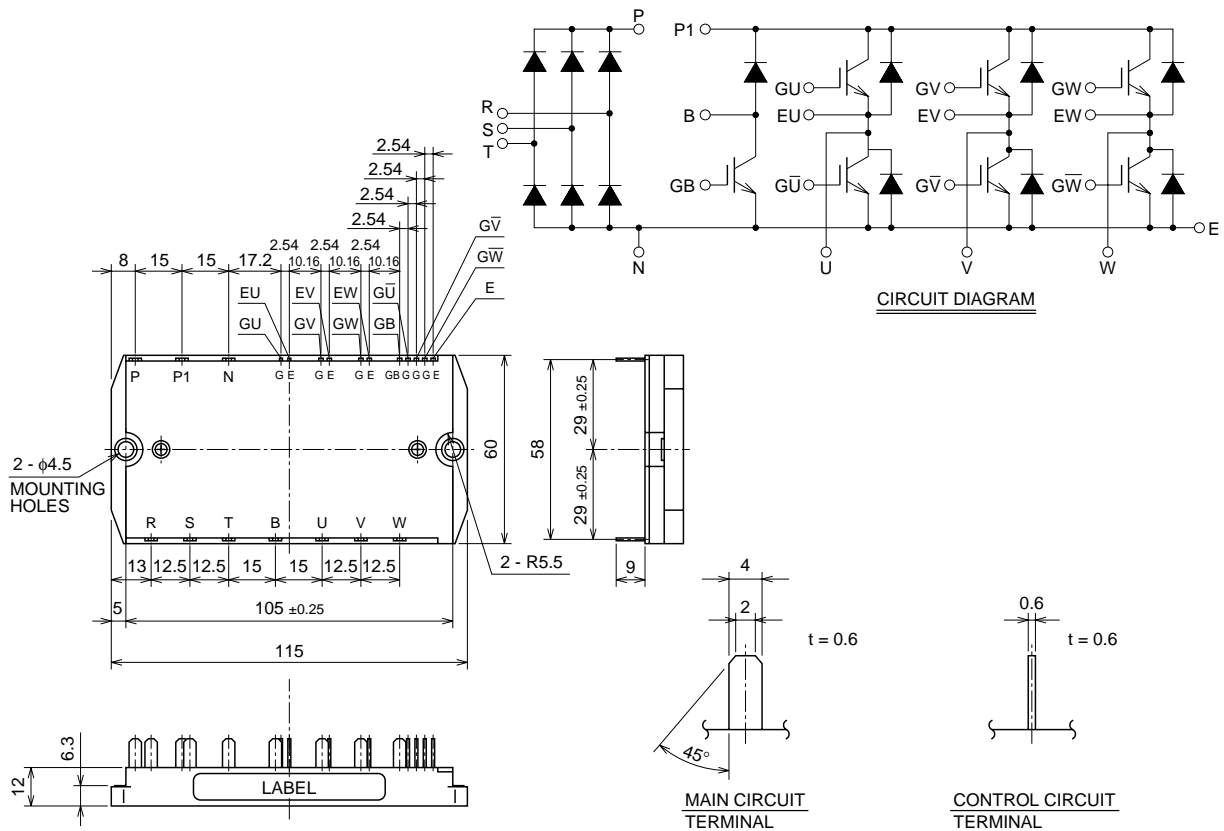 P
P1
R
S
T
B
GB
GU
EU
GU̅
GV
EV
GV̅
GW
EW
GW̅
E
N
U
V
W
CIRCUIT DIAGRAM
2.54
2.54
2.54
2.54
2.54 2.54 2.54
8 15 15 17.2 10.16 10.16 10.16
GV̅
GW̅
EU EV EW GU̅ E
GU GV GW GB
P P1 N G E G E G E GB G G G E
2 - ϕ4.5
MOUNTING
HOLES
R S T B U V W
13 12.5 12.5 15 15 12.5 12.5
2 - R5.5
5 105 ±0.25
115
60
58
29 ±0.25
29 ±0.25
9
6.3
12
LABEL
4
2
t = 0.6
45°
MAIN CIRCUIT
TERMINAL
0.6
t = 0.6
CONTROL CIRCUIT
TERMINAL